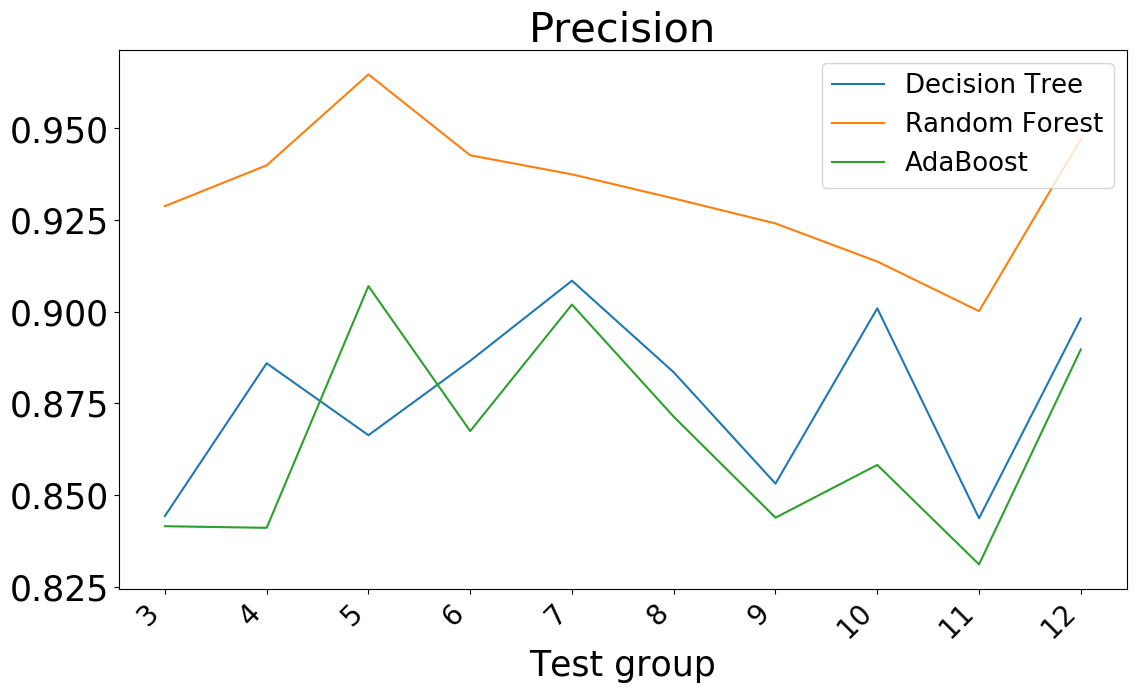 Precision
Decision Tree
Random Forest
AdaBoost
0.950
0.925
0.900
0.875
0.850
0.825
3 4 5 6 7 8 9 10 11 12
Test group